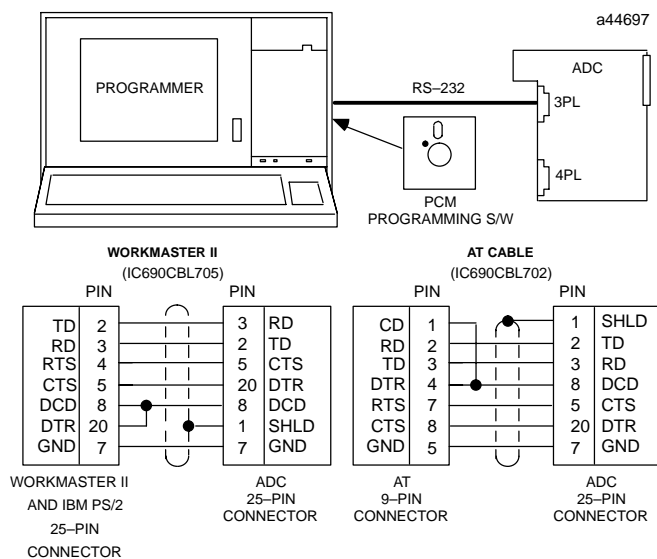 a44697
PROGRAMMER
RS–232
ADC
3PL
4PL
PCM
PROGRAMMING S/W
WORKMASTER II
(IC690CBL705)
PIN PIN
TD 2 3 RD
RD 3 2 TD
RTS 4 5 CTS
CTS 5 20 DTR
DCD 8 8 DCD
DTR 20 1 SHLD
GND 7 7 GND
WORKMASTER II
AND IBM PS/2
25–PIN
CONNECTOR
ADC
25–PIN
CONNECTOR
AT CABLE
(IC690CBL702)
PIN PIN
CD 1 1 SHLD
RD 2 2 TD
TD 3 3 RD
DTR 4 8 DCD
RTS 7 5 CTS
CTS 8 20 DTR
GND 5 7 GND
AT
9–PIN
CONNECTOR
ADC
25–PIN
CONNECTOR